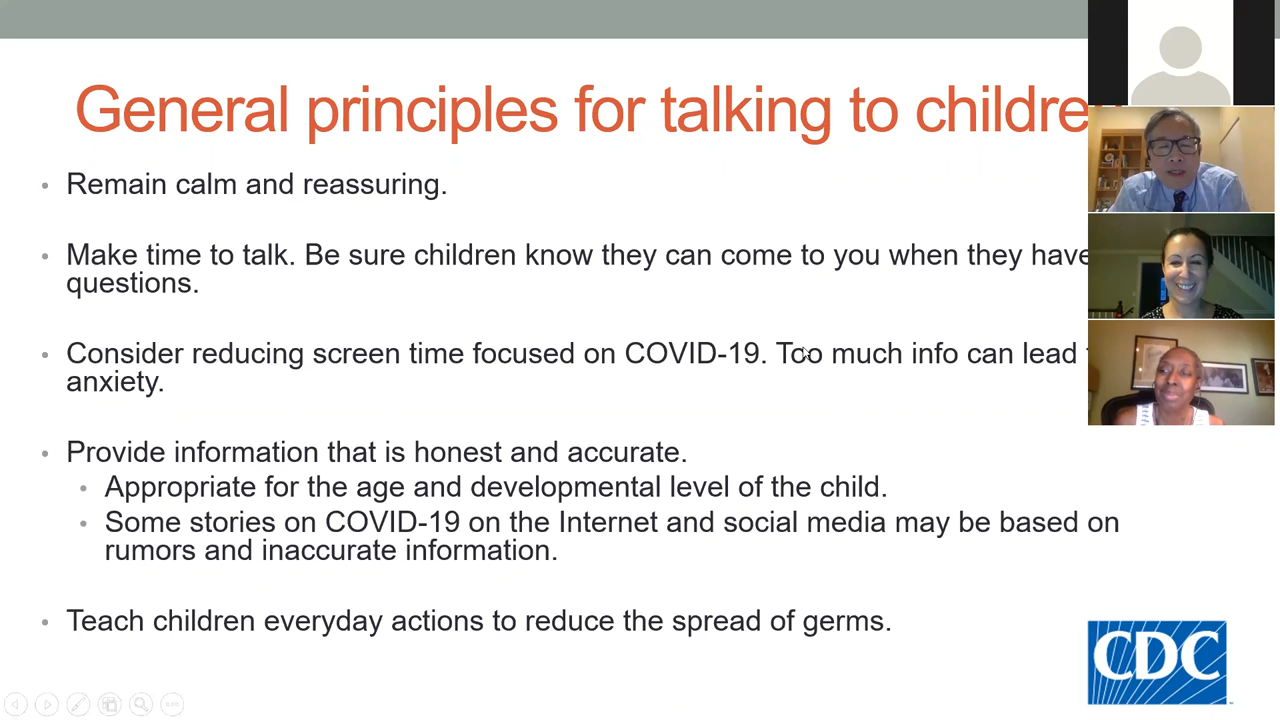 General principles for talking to childre
Remain calm and reassuring.
Make time to talk. Be sure children know they can come to you when they have
questions.
Consider reducing screen time focused on COVID-19. Too much info can lead
anxiety.
Provide information that is honest and accurate.
Appropriate for the age and developmental level of the child.
Some stories on COVID-19 on the Internet and social media may be based on
rumors and inaccurate information.
Teach children everyday actions to reduce the spread of germs.
CDC